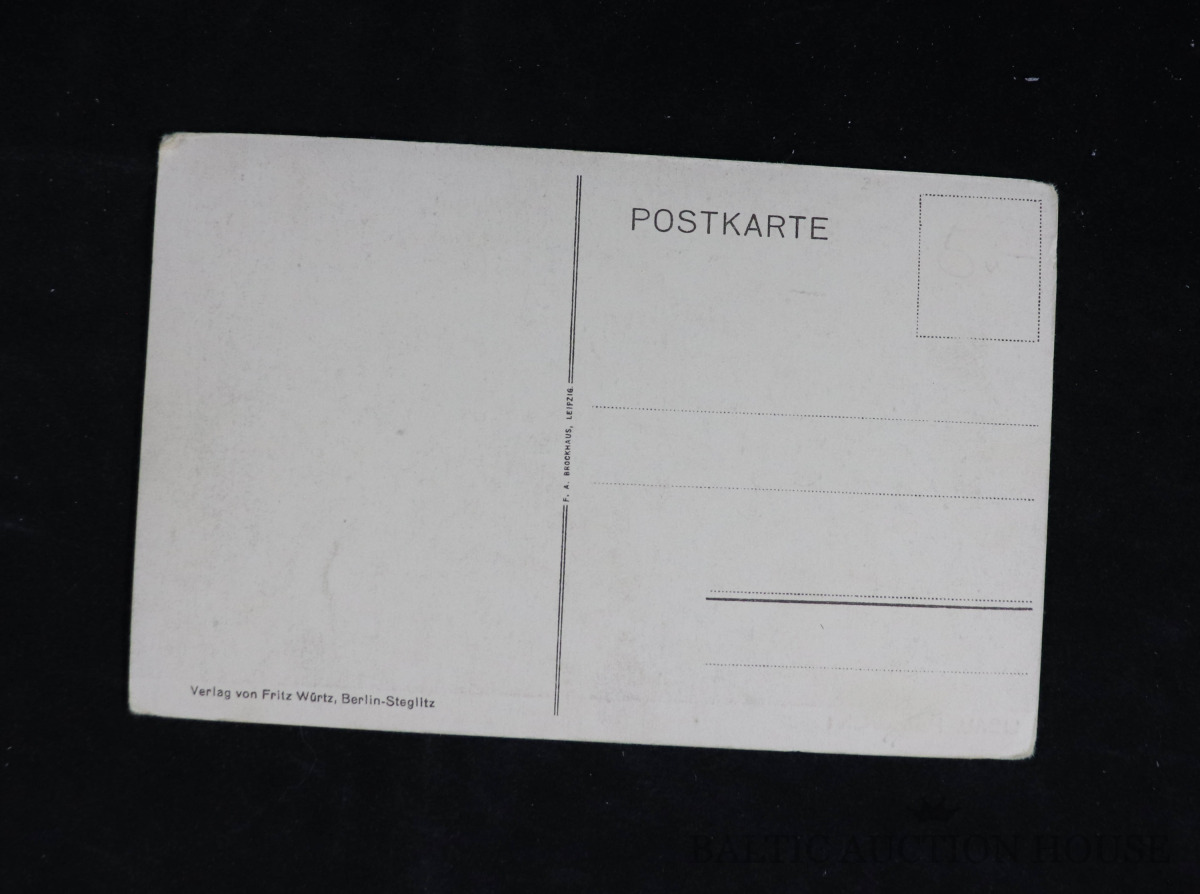 POSTKARTE
F. A. BROCKHAUS, LEIPZIG.
Verlag von Fritz Würtz, Berlin-Steglitz
BALTIC AUCTION HOUSE